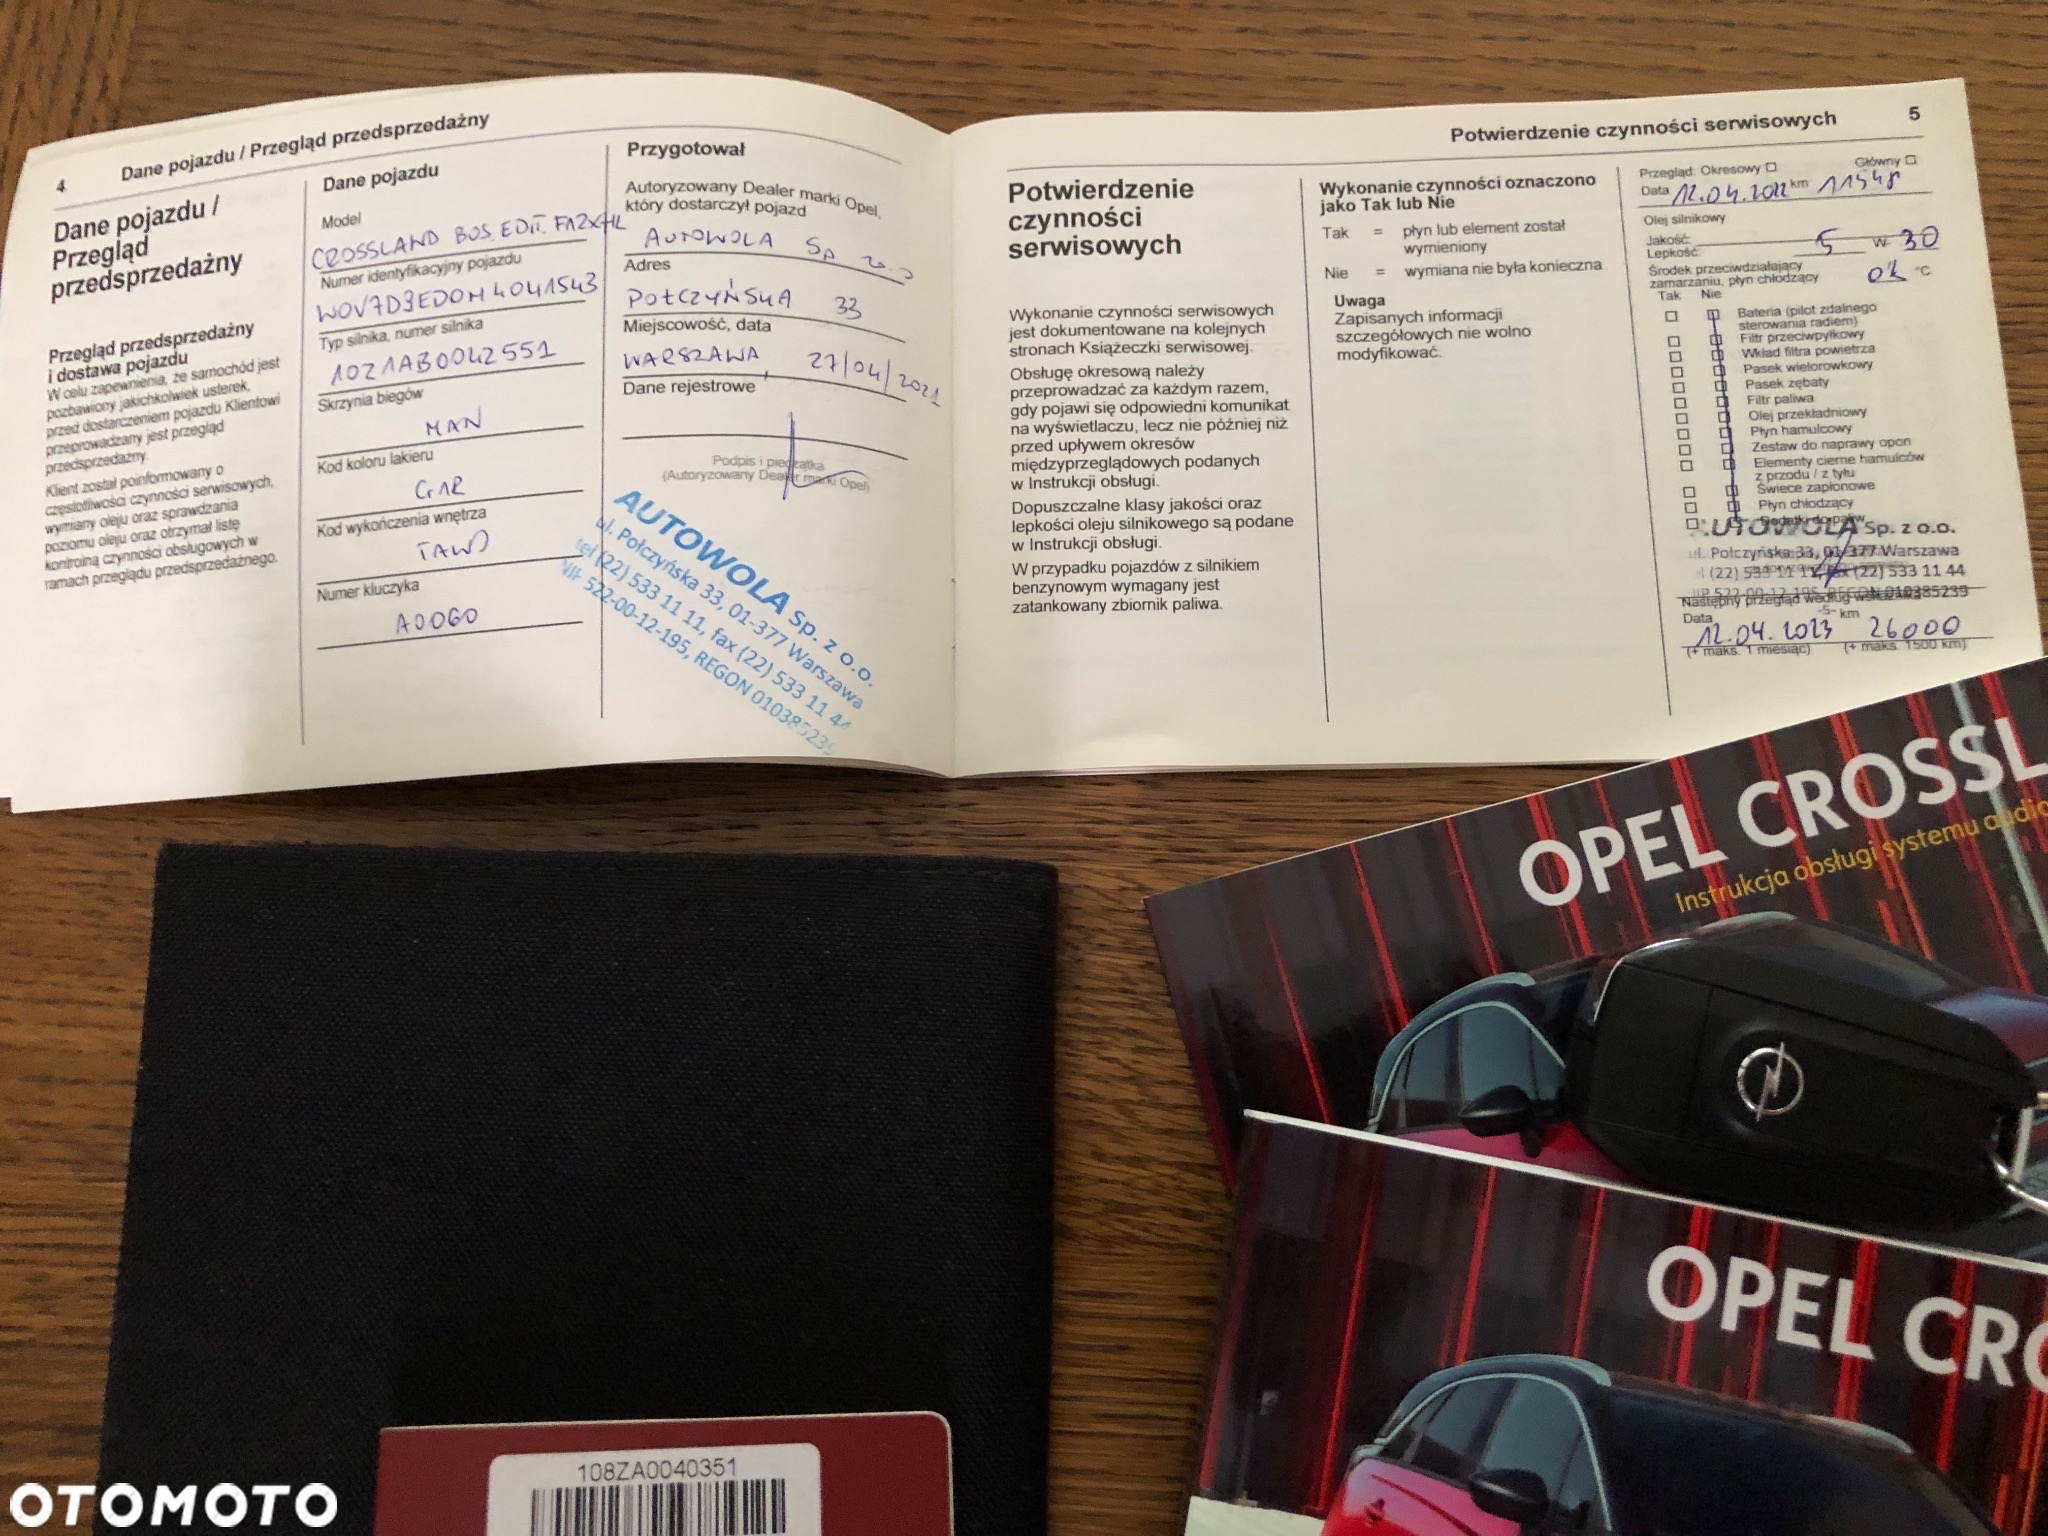 4
Dane pojazdu / Przegląd przedsprzedażny
Dane pojazdu /
Przegląd
przedsprzedażny
Przegląd przedsprzedażny
i dostawa pojazdu
W celu zapewnienia, że samochód jest
pozbawiony jakichkolwiek usterek,
przed dostarczeniem pojazdu Klientowi
przeprowadzany jest przegląd
przedsprzedażny.
Klient został poinformowany o
częstotliwości czynności serwisowych,
wymiany oleju oraz sprawdzania
poziomu oleju oraz otrzymał listę
kontrolną czynności obsługowych w
ramach przeglądu przedsprzedażnego.
Dane pojazdu
Model
CROSSLAND BUS. EDIT.
Numer identyfikacyjny pojazdu
W0V7D9EDOM4041543
Typ silnika, numer silnika
10Z1AB0042551
Skrzynia biegów
MAN
Kod koloru lakieru
G1R
Kod wykończenia wnętrza
TAWJ
Numer kluczyka
A0060
Przygotował
Autoryzowany Dealer marki Opel,
który dostarczył pojazd
AUTOWOLA Sp. z o.o
Adres
POŁCZYŃSKA 33
Miejscowość, data
WARSZAWA, 27/04/2021
Dane rejestrowe
Podpis i pieczątka
(Autoryzowany Dealer marki Opel)
AUTOWOLA Sp. z o.o.
ul. Połczyńska 33, 01-377 Warszawa
tel (22) 533 11 11, fax (22) 533 11 44
NIP 522-00-12-195, REGON 010385239
Potwierdzenie czynności serwisowych
5
Potwierdzenie
czynności
serwisowych
Wykonanie czynności serwisowych
jest dokumentowane na kolejnych
stronach Książeczki serwisowej.
Obsługę okresową należy
przeprowadzać za każdym razem,
gdy pojawi się odpowiedni komunikat
na wyświetlaczu, lecz nie później niż
przed upływem okresów
międzyprzeglądowych podanych
w Instrukcji obsługi.
Dopuszczalne klasy jakości oraz
lepkości oleju silnikowego są podane
w Instrukcji obsługi.
W przypadku pojazdów z silnikiem
benzynowym wymagany jest
zatankowany zbiornik paliwa.
Wykonanie czynności oznaczono
jako Tak lub Nie
Tak = płyn lub element został
wymieniony
Nie = wymiana nie była konieczna
Uwaga
Zapisanych informacji
szczegółowych nie wolno
modyfikować.
Przegląd: Okresowy Główny
Data 12.04.2022 km 11548
Olej silnikowy
Jakość:
Lepkość: 5 W 30
Środek przeciwdziałający
zamarzaniu, płyn chłodzący ok °C
Tak Nie
Bateria (pilot zdalnego
sterowania radiem)
Filtr przeciwpyłkowy
Wkład filtra powietrza
Pasek wielorowkowy
Pasek zębaty
Filtr paliwa
Olej przekładniowy
Płyn hamulcowy
Zestaw do naprawy opon
Elementy cierne hamulców
z przodu / z tyłu
Świece zapłonowe
Płyn chłodzący
Dodatki do paliw
AUTOWOLA Sp. z o.o.
ul. Połczyńska 33, 01-377 Warszawa
(22) 533 11 11, fax (22) 533 11 44
NIP 522-00-12-195, REGON 010385239
Następny przegląd według
-5-
Data km
12.04.2023 26000
(+ maks. 1 miesiąc) (+ maks. 1500 km)
OPEL CROSSL
Instrukcja obsługi systemu audio
OPEL CRO
108ZA0040351
OTOMOTO